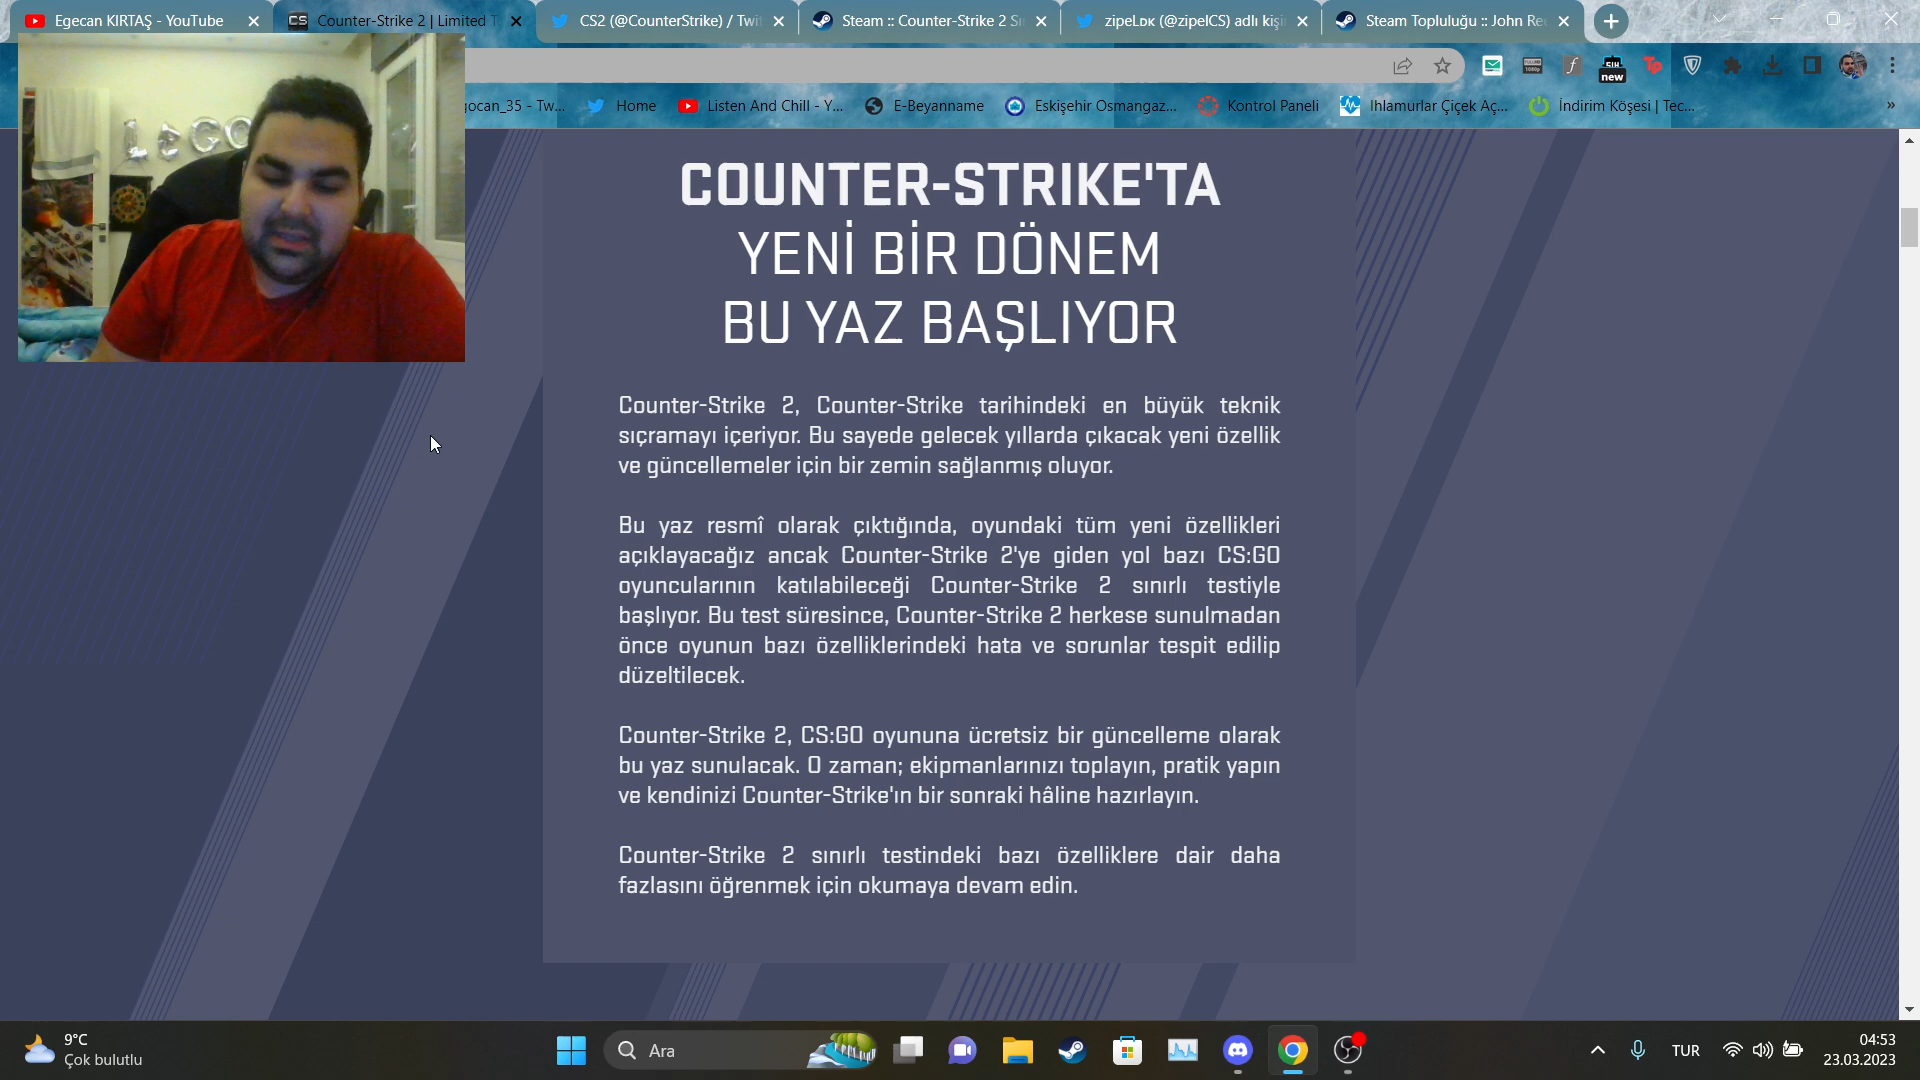 Egecan KIRTAŞ - YouTube
Counter-Strike 2 | Limited T
CS2 (@CounterStrike) / Twit
Steam :: Counter-Strike 2 Su
zipeLᴅᴋ (@zipelCS) adlı kişi
Steam Topluluğu :: John Re
new
gocan_35 - Tw...
Home
Listen And Chill - Y...
E-Beyanname
Eskişehir Osmangaz...
Kontrol Paneli
Ihlamurlar Çiçek Aç...
İndirim Köşesi | Tec...
»
LEGO
COUNTER-STRIKE'TA
YENİ BİR DÖNEM
BU YAZ BAŞLIYOR
Counter-Strike 2, Counter-Strike tarihindeki en büyük teknik
sıçramayı içeriyor. Bu sayede gelecek yıllarda çıkacak yeni özellik
ve güncellemeler için bir zemin sağlanmış oluyor.
Bu yaz resmî olarak çıktığında, oyundaki tüm yeni özellikleri
açıklayacağız ancak Counter-Strike 2'ye giden yol bazı CS:GO
oyuncularının katılabileceği Counter-Strike 2 sınırlı testiyle
başlıyor. Bu test süresince, Counter-Strike 2 herkese sunulmadan
önce oyunun bazı özelliklerindeki hata ve sorunlar tespit edilip
düzeltilecek.
Counter-Strike 2, CS:GO oyununa ücretsiz bir güncelleme olarak
bu yaz sunulacak. O zaman; ekipmanlarınızı toplayın, pratik yapın
ve kendinizi Counter-Strike'ın bir sonraki hâline hazırlayın.
Counter-Strike 2 sınırlı testindeki bazı özelliklere dair daha
fazlasını öğrenmek için okumaya devam edin.
9°C
Çok bulutlu
Ara
TUR
04:53
23.03.2023